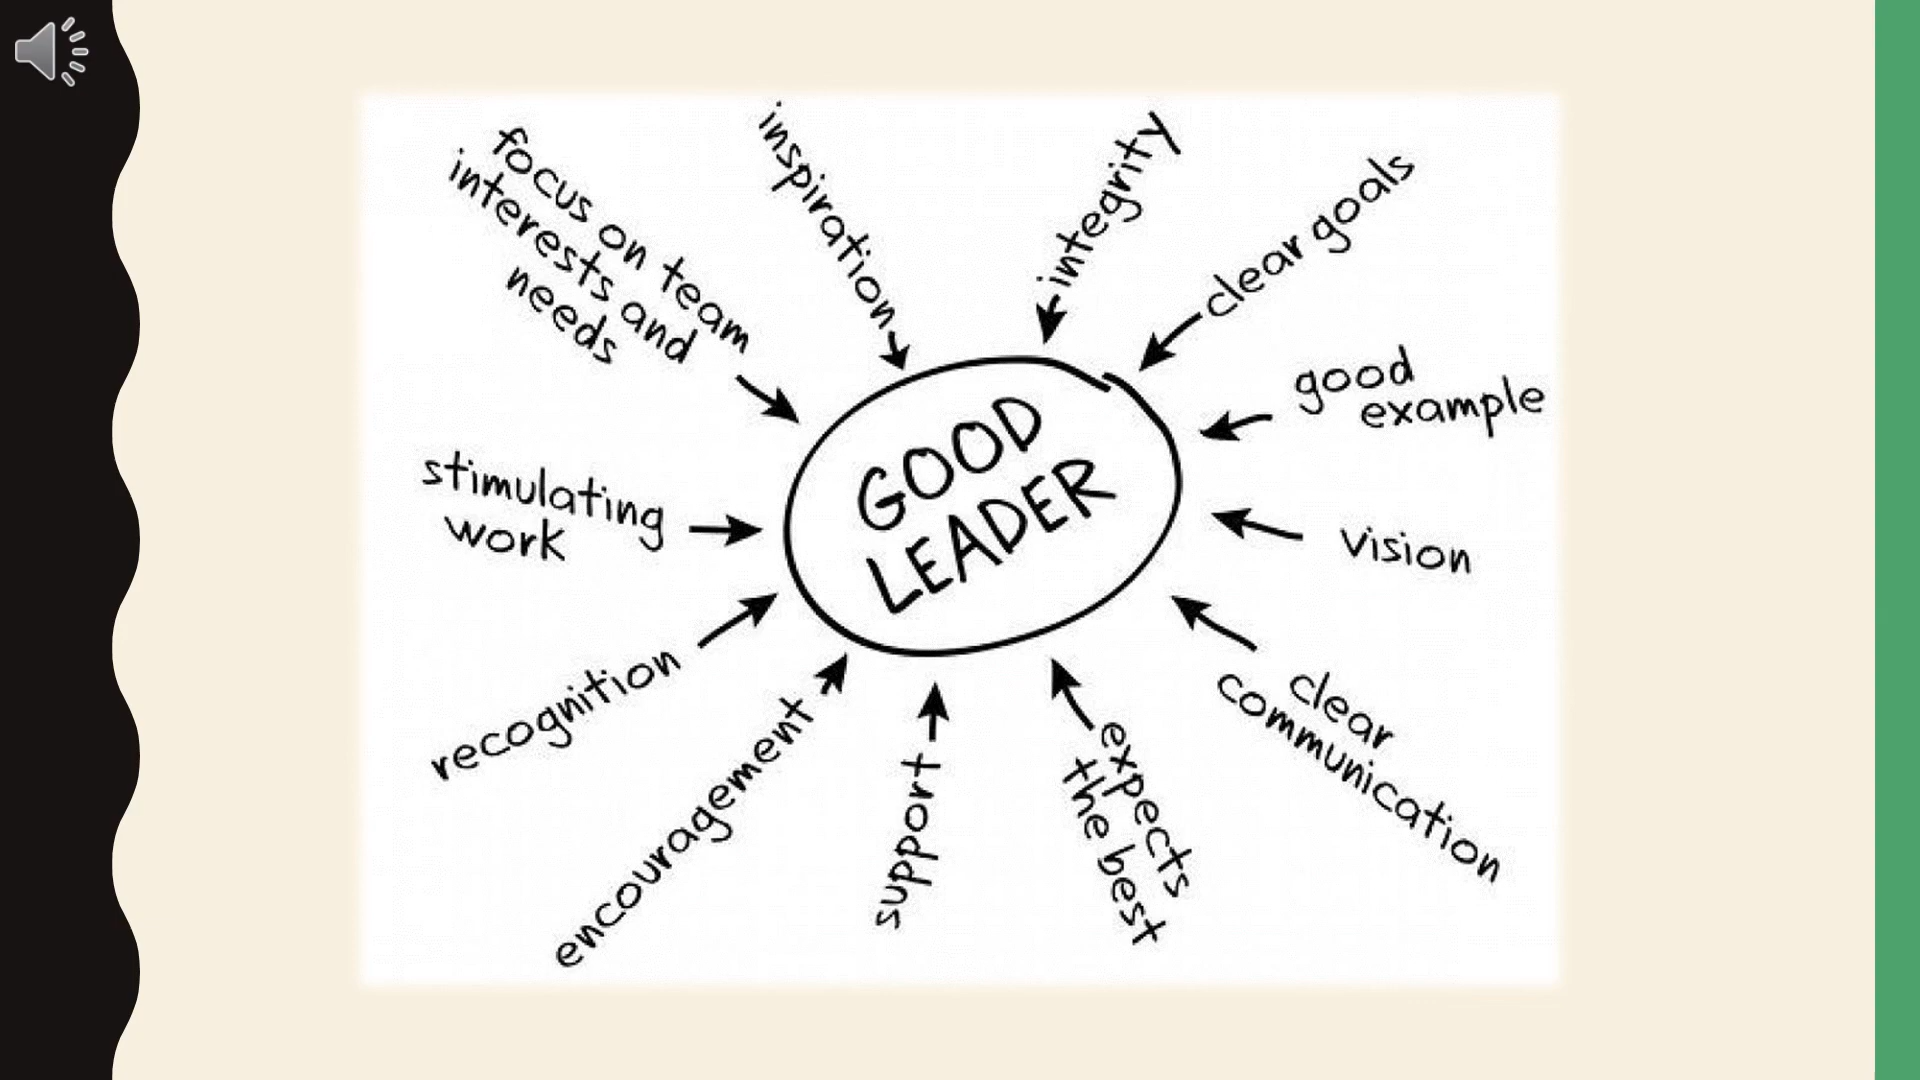 focus on team
interests and
needs
inspiration
integrity
clear goals
good
example
vision
clear
communication
expects
the best
support
encouragement
recognition
stimulating
work
GOOD
LEADER